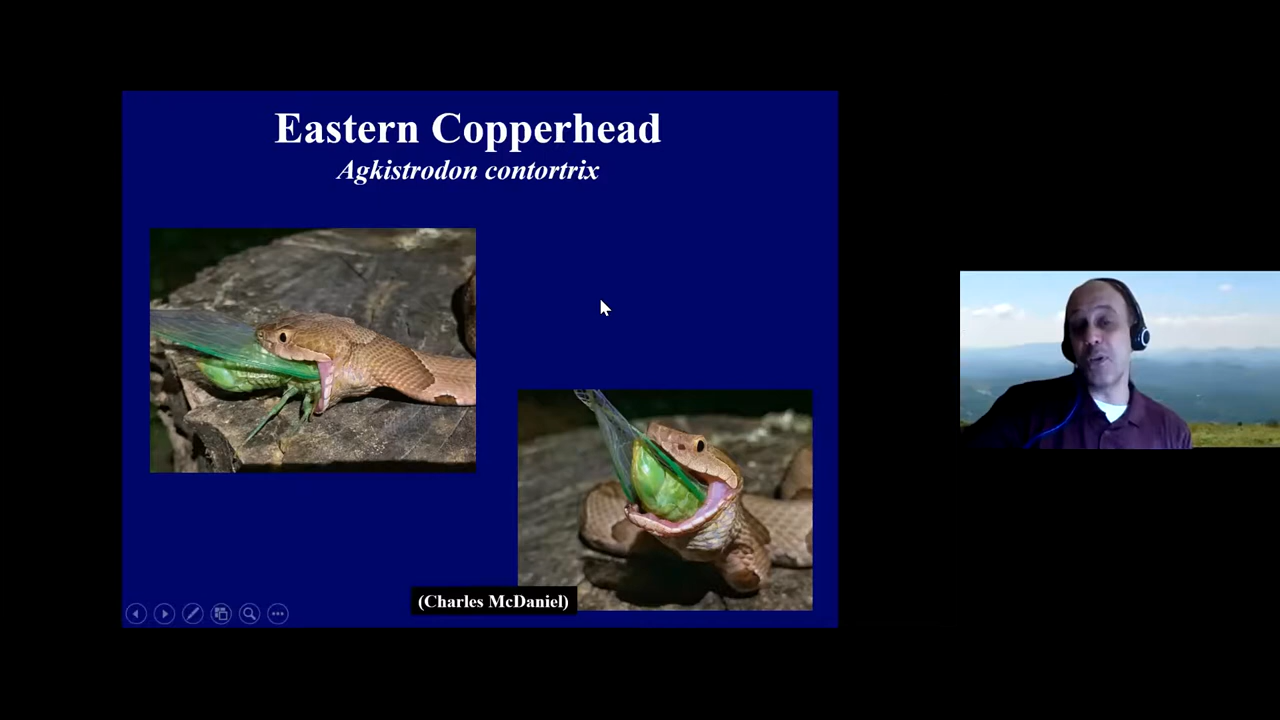 Eastern Copperhead
Agkistrodon contortrix
(Charles McDaniel)